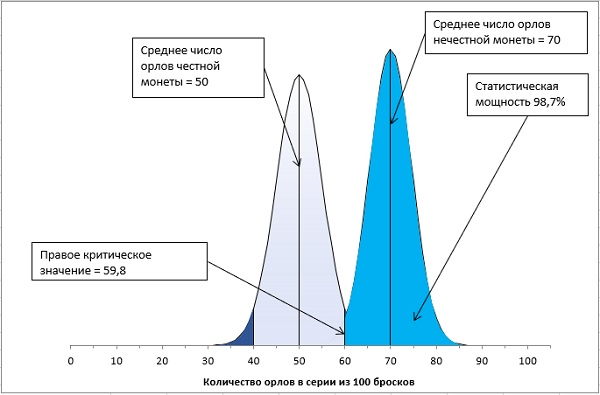 Среднее число
орлов честной
монеты = 50
Среднее число орлов
нечестной монеты = 70
Статистическая
мощность 98,7%
Правое критическое
значение = 59,8
0 10 20 30 40 50 60 70 80 90 100
Количество орлов в серии из 100 бросков